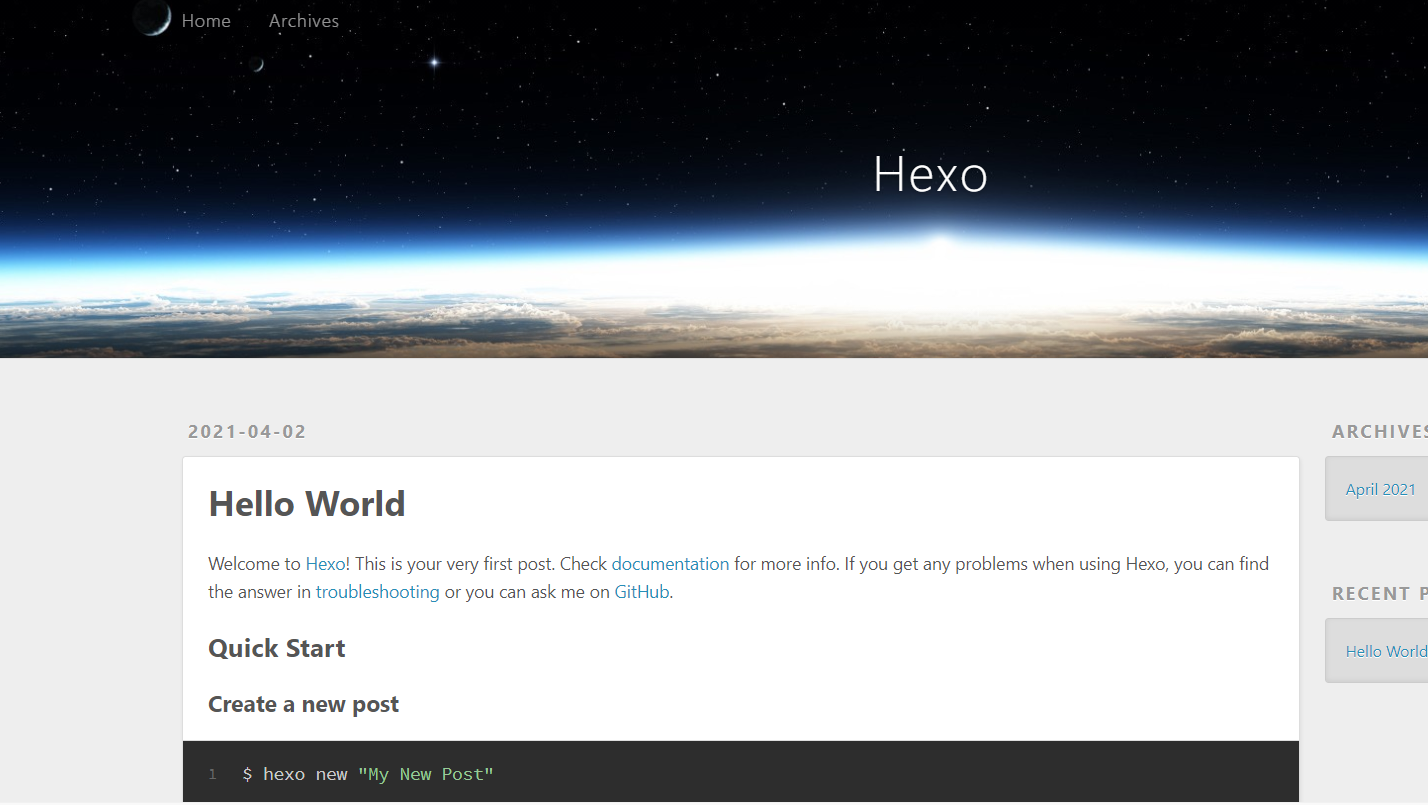 Home Archives
Hexo
2021-04-02
Hello World
Welcome to Hexo! This is your very first post. Check documentation for more info. If you get any problems when using Hexo, you can find
the answer in troubleshooting or you can ask me on GitHub.
Quick Start
Create a new post
1 $ hexo new "My New Post"
ARCHIVES
April 2021
RECENT P
Hello World